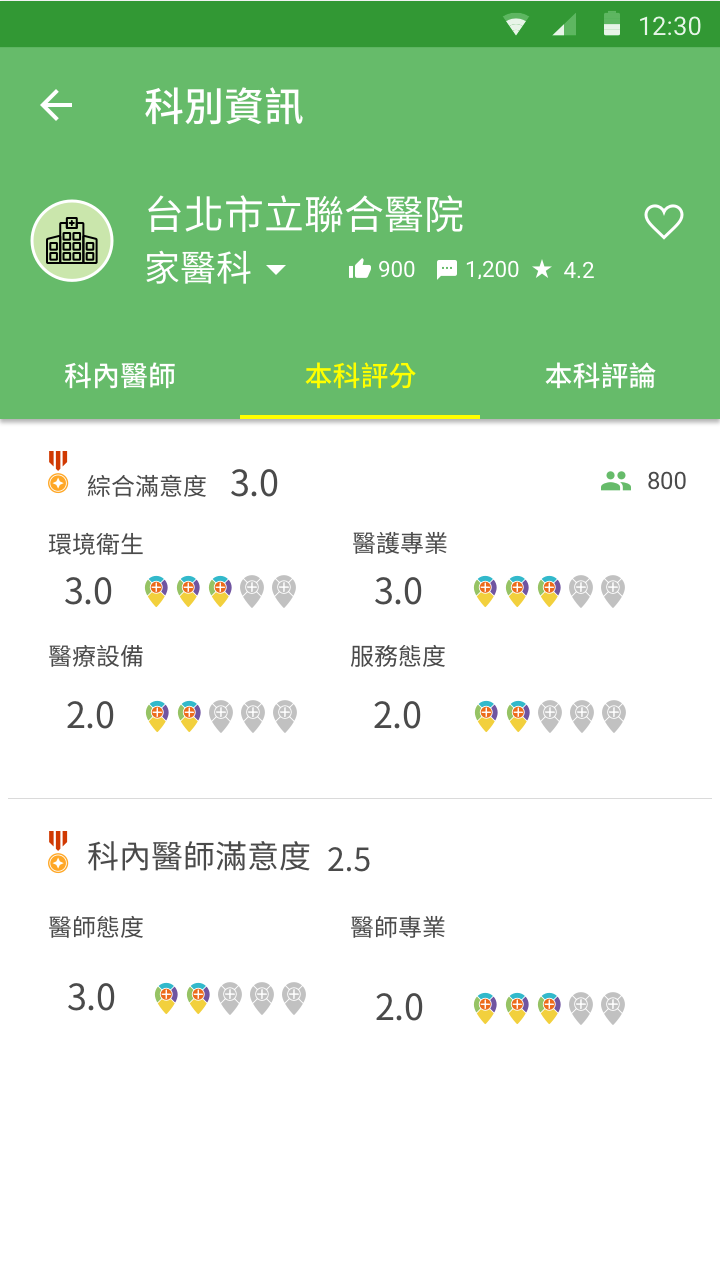 12:30
科別資訊
台北市立聯合醫院
家醫科 900 1,200 4.2
科內醫師 本科評分 本科評論
綜合滿意度 3.0 800
環境衛生 醫護專業
3.0 3.0
醫療設備 服務態度
2.0 2.0
科內醫師滿意度 2.5
醫師態度 醫師專業
3.0 2.0